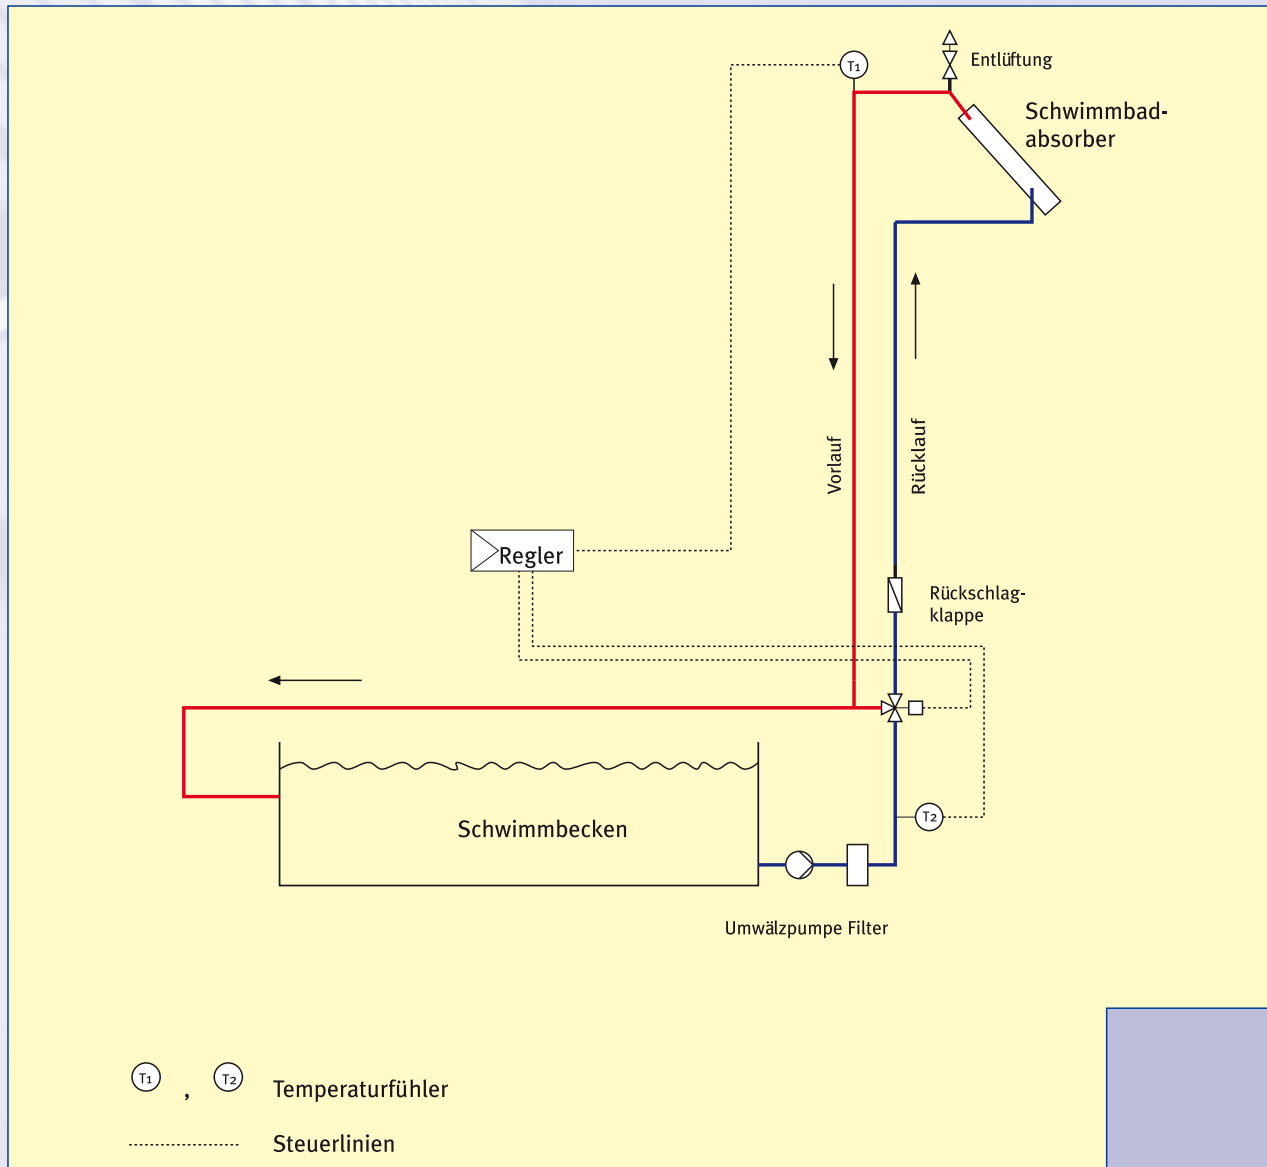 T1
Entlüftung
Schwimmbad-
absorber
Vorlauf
Rücklauf
Regler
Rückschlag-
klappe
Schwimmbecken
T2
Umwälzpumpe Filter
T1 , T2 Temperaturfühler
Steuerlinien